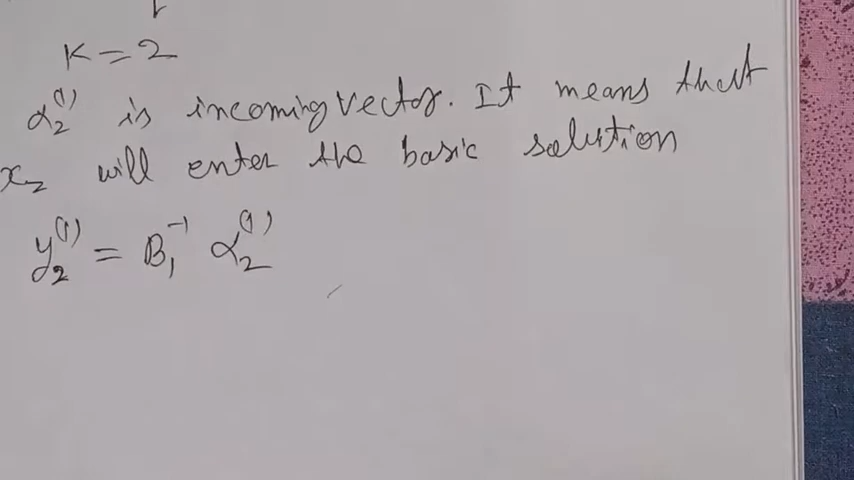 K = 2
α₂⁽¹⁾ is incoming vector. It means that
x₂ will enter the basic solution
y₂⁽¹⁾ = B₁⁻¹ α₂⁽¹⁾